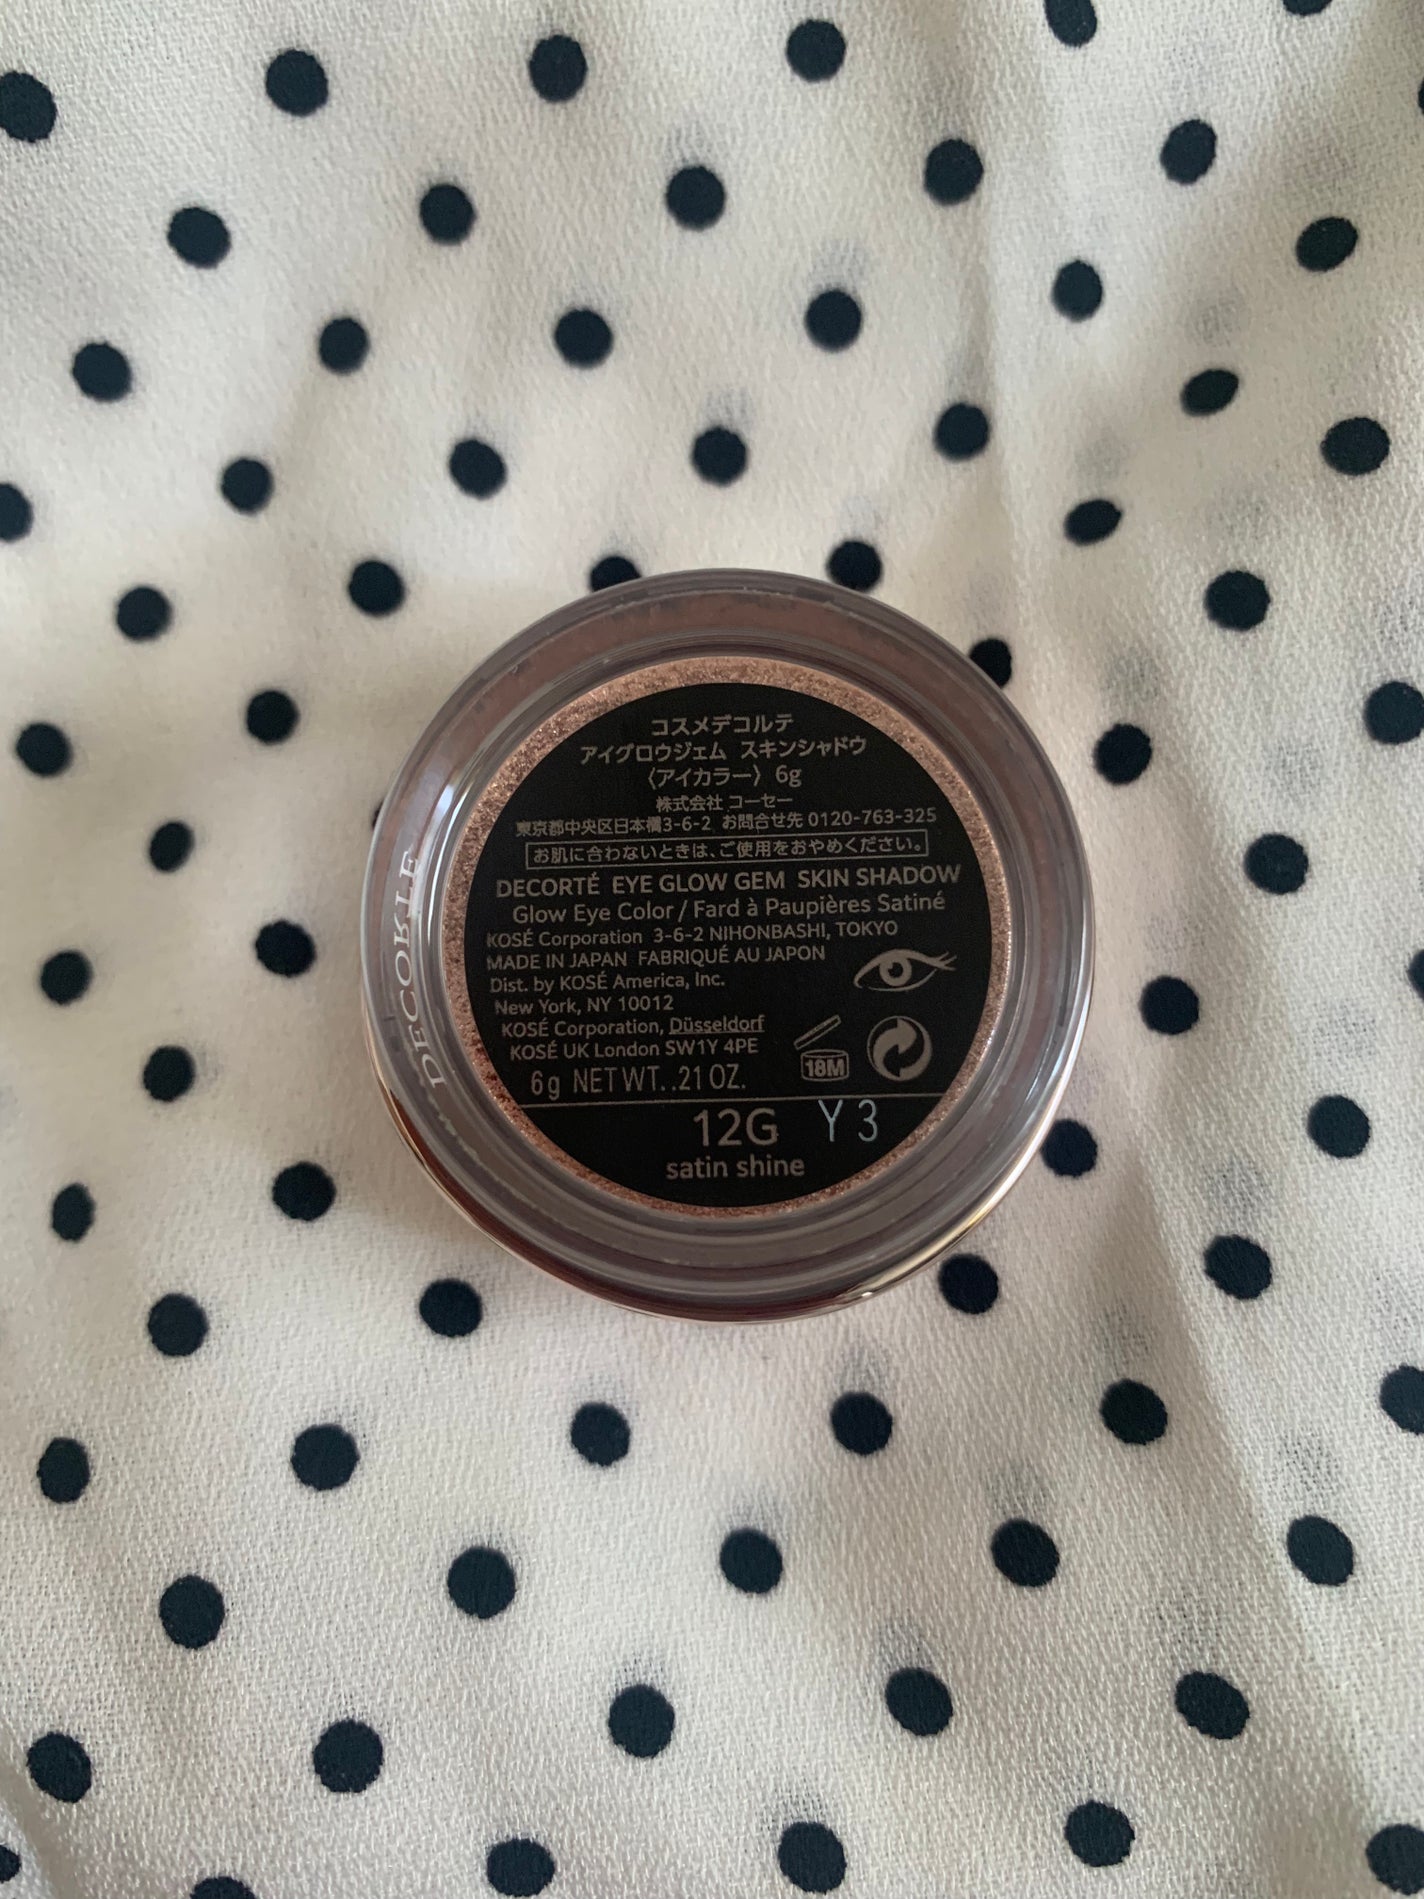 コスメデコルテ
アイグロウジェム スキンシャドウ
〈アイカラー〉 6g
株式会社 コーセー
東京都中央区日本橋3-6-2 お問合せ先 0120-763-325
お肌に合わないときは、ご使用をおやめください。
DECORTÉ EYE GLOW GEM SKIN SHADOW
Glow Eye Color / Fard à Paupières Satiné
KOSÉ Corporation 3-6-2 NIHONBASHI, TOKYO
MADE IN JAPAN FABRIQUÉ AU JAPON
Dist. by KOSÉ America, Inc.
New York, NY 10012
KOSÉ Corporation, Düsseldorf
KOSÉ UK London SW1Y 4PE
6g NET WT. .21 OZ.
18M
12G Y3
satin shine
DECORTÉ